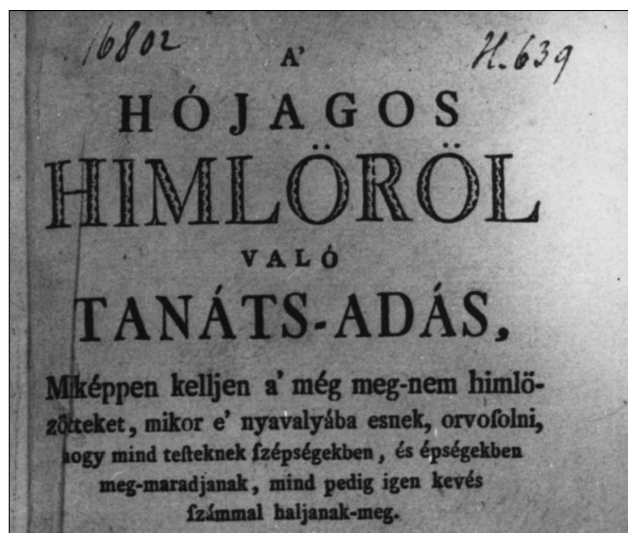 16802
H.639
A'
HÓJAGOS
HIMLÖRÖL
VALÓ
TANÁTS-ADÁS,
Mképpen kelljen a' még meg-nem himlö-
zötteket, mikor e' nyavalyába esnek, orvoſolni,
hogy mind teſteknek ſzépségekben, és épségekben
meg-maradjanak, mind pedig igen kevés
ſzámmal haljanak-meg.